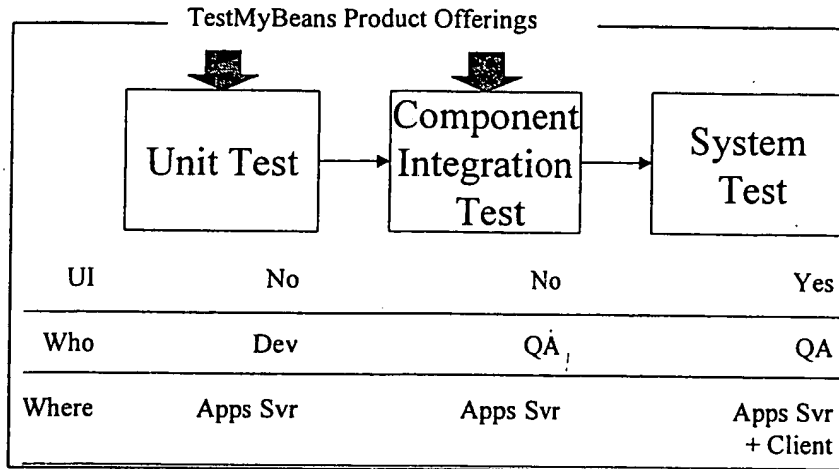 TestMyBeans Product Offerings
Unit Test
Component
Integration
Test
System
Test
UI No No Yes
Who Dev QA QA
Where Apps Svr Apps Svr Apps Svr
+ Client